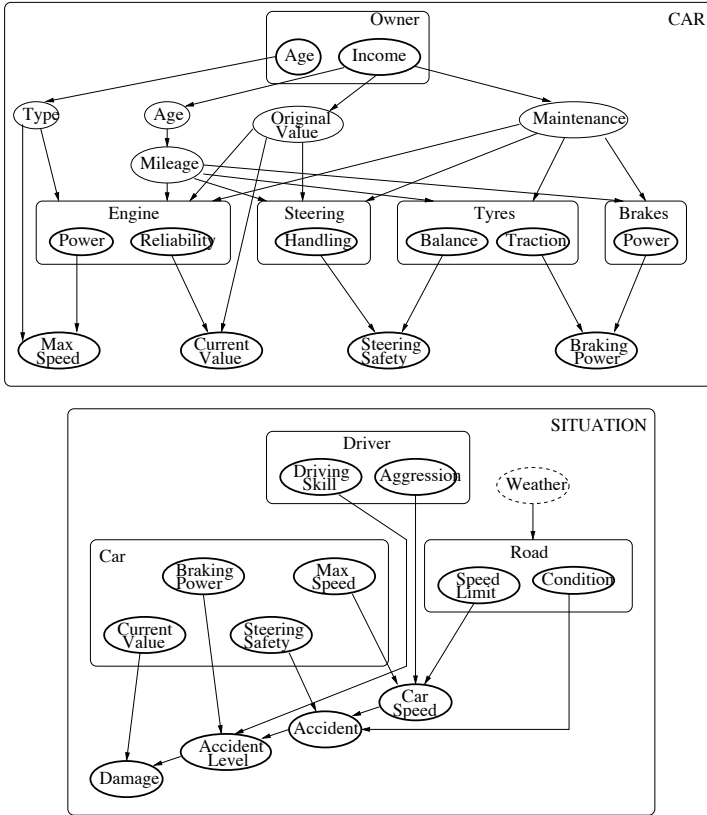 Owner
CAR
Age
Income
Type
Age
Original
Value
Maintenance
Mileage
Engine
Steering
Tyres
Brakes
Power
Reliability
Handling
Balance
Traction
Power
Max
Speed
Current
Value
Steering
Safety
Braking
Power
SITUATION
Driver
Driving
Skill
Aggression
Weather
Car
Road
Braking
Power
Max
Speed
Speed
Limit
Condition
Current
Value
Steering
Safety
Car
Speed
Accident
Accident
Level
Damage